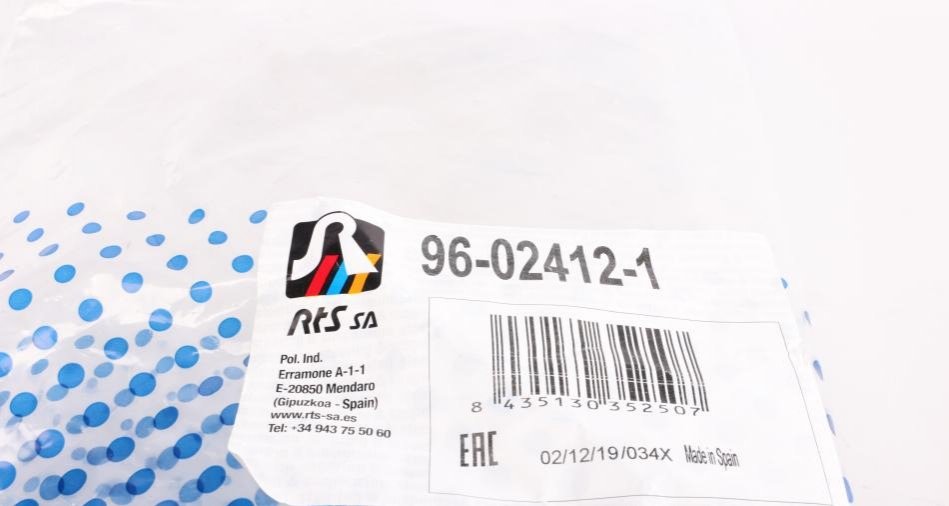 96-02412-1
RtS SA
Pol. Ind.
Erramone A-1-1
E-20850 Mendaro
(Gipuzkoa - Spain)
www.rts-sa.es
Tel: +34 943 75 50 60
8 435130 352507
EAC
02/12/19/034X Made in Spain